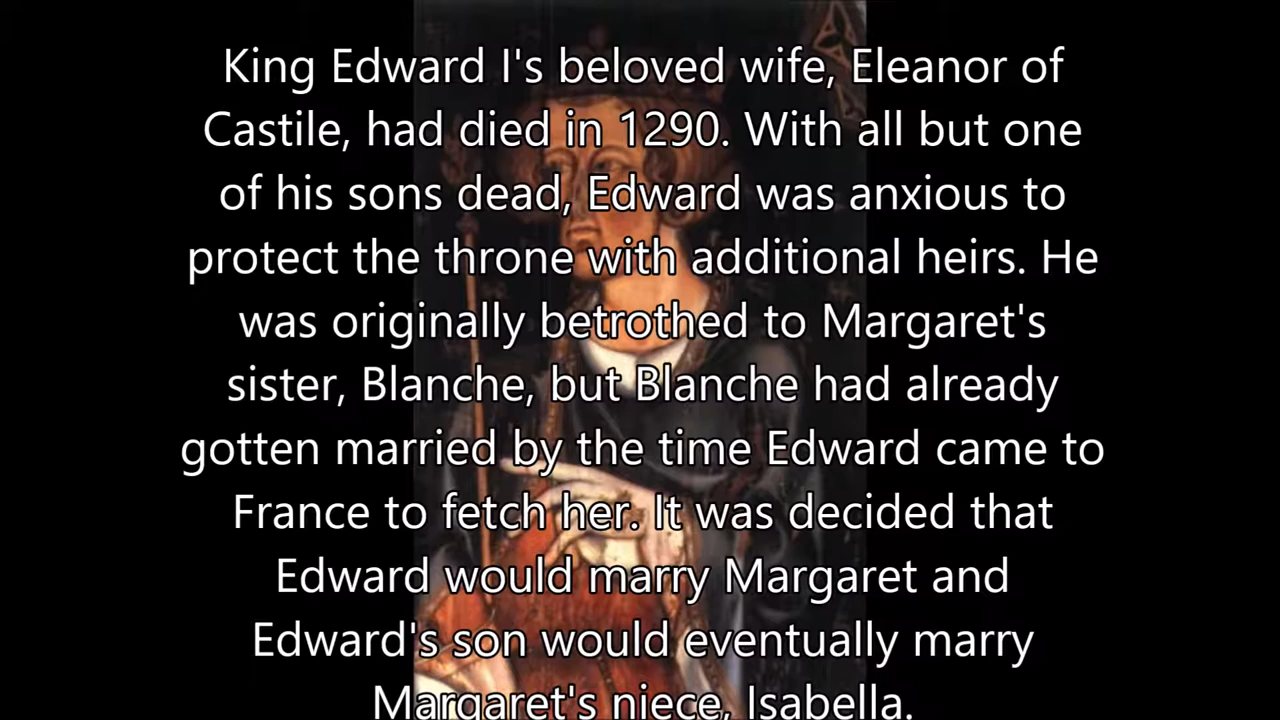 King Edward I's beloved wife, Eleanor of
Castile, had died in 1290. With all but one
of his sons dead, Edward was anxious to
protect the throne with additional heirs. He
was originally betrothed to Margaret's
sister, Blanche, but Blanche had already
gotten married by the time Edward came to
France to fetch her. It was decided that
Edward would marry Margaret and
Edward's son would eventually marry
Margaret's niece, Isabella.